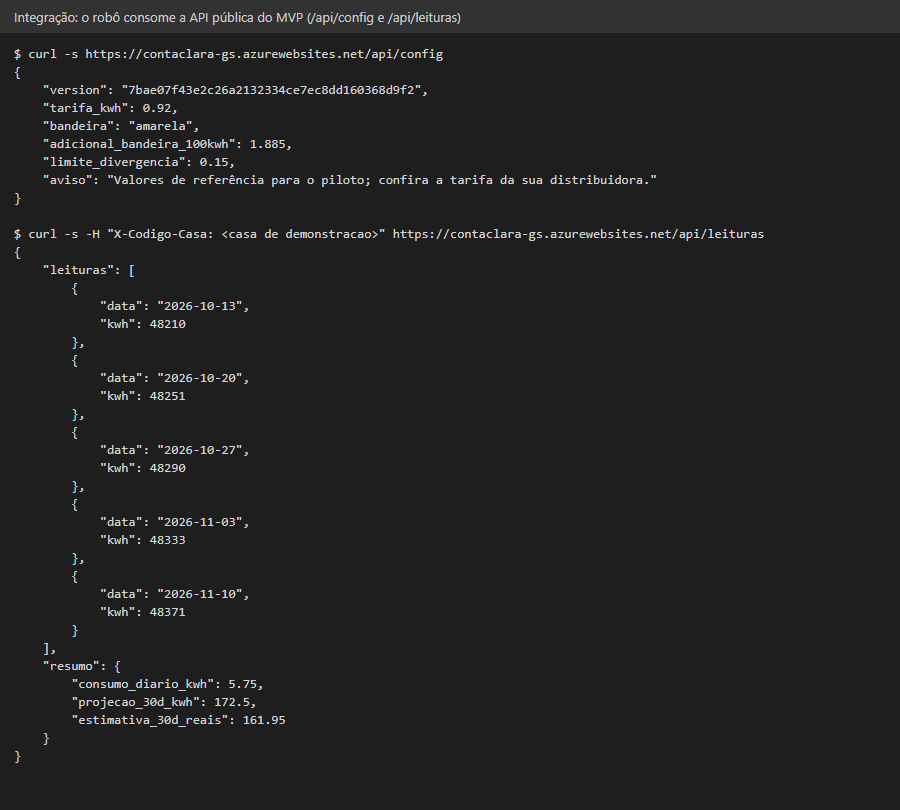 Integração: o robô consome a API pública do MVP (/api/config e /api/leituras)
$ curl -s https://contaclara-gs.azurewebsites.net/api/config
{
    "version": "7bae07f43e2c26a2132334ce7ec8dd160368d9f2",
    "tarifa_kwh": 0.92,
    "bandeira": "amarela",
    "adicional_bandeira_100kwh": 1.885,
    "limite_divergencia": 0.15,
    "aviso": "Valores de referência para o piloto; confira a tarifa da sua distribuidora."
}
$ curl -s -H "X-Codigo-Casa: <casa de demonstracao>" https://contaclara-gs.azurewebsites.net/api/leituras
{
    "leituras": [
        {
            "data": "2026-10-13",
            "kwh": 48210
        },
        {
            "data": "2026-10-20",
            "kwh": 48251
        },
        {
            "data": "2026-10-27",
            "kwh": 48290
        },
        {
            "data": "2026-11-03",
            "kwh": 48333
        },
        {
            "data": "2026-11-10",
            "kwh": 48371
        }
    ],
    "resumo": {
        "consumo_diario_kwh": 5.75,
        "projecao_30d_kwh": 172.5,
        "estimativa_30d_reais": 161.95
    }
}